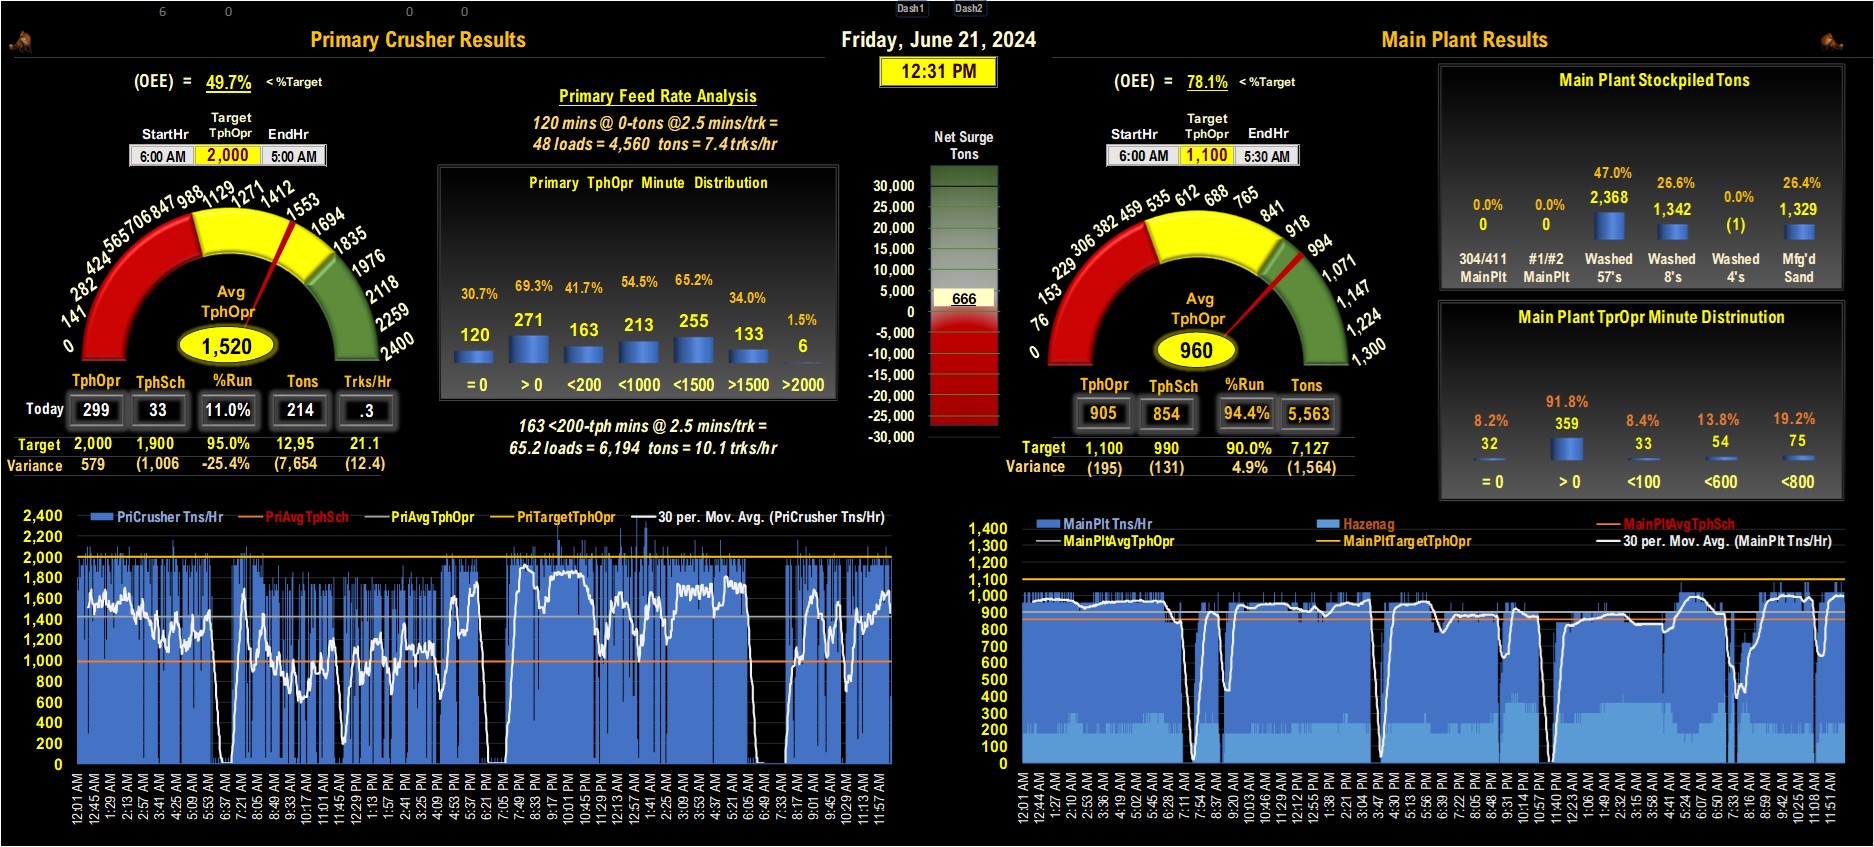 6 0 0 0 Dash1 Dash2
Primary Crusher Results
Friday, June 21, 2024
Main Plant Results
12:31 PM
(OEE) = 49.7% < %Target
StartHr Target TphOpr EndHr
6:00 AM 2,000 5:00 AM
0 141 282 424 565 706 847 988 1129 1271 1412 1553 1694 1835 1976 2118 2259 2400
Avg
TphOpr
1,520
TphOpr TphSch %Run Tons Trks/Hr
Today 299 33 11.0% 214 .3
Target 2,000 1,900 95.0% 12,95 21.1
Variance 579 (1,006 -25.4% (7,654 (12.4)
Primary Feed Rate Analysis
120 mins @ 0-tons @2.5 mins/trk =
48 loads = 4,560 tons = 7.4 trks/hr
Primary TphOpr Minute Distribution
30.7% 69.3% 41.7% 54.5% 65.2% 34.0% 1.5%
120 271 163 213 255 133 6
= 0 > 0 <200 <1000 <1500 >1500 >2000
163 <200-tph mins @ 2.5 mins/trk =
65.2 loads = 6,194 tons = 10.1 trks/hr
Net Surge
Tons
30,000
25,000
20,000
15,000
10,000
5,000
0
-5,000
-10,000
-15,000
-20,000
-25,000
-30,000
666
(OEE) = 78.1% < %Target
StartHr Target TphOpr EndHr
6:00 AM 1,100 5:30 AM
0 76 153 229 306 382 459 535 612 688 765 841 918 994 1,071 1,147 1,224 1,300
Avg
TphOpr
960
TphOpr TphSch %Run Tons
905 854 94.4% 5,563
Target 1,100 990 90.0% 7,127
Variance (195) (131) 4.9% (1,564)
Main Plant Stockpiled Tons
0.0% 0.0% 47.0% 26.6% 0.0% 26.4%
0 0 2,368 1,342 (1) 1,329
304/411 #1/#2 Washed Washed Washed Mfg'd
MainPlt MainPlt 57's 8's 4's Sand
Main Plant TprOpr Minute Distrinution
8.2% 91.8% 8.4% 13.8% 19.2%
32 359 33 54 75
= 0 > 0 <100 <600 <800
PriCrusher Tns/Hr PriAvgTphSch PriAvgTphOpr PriTargetTphOpr 30 per. Mov. Avg. (PriCrusher Tns/Hr)
2,400
2,200
2,000
1,800
1,600
1,400
1,200
1,000
800
600
400
200
0
12:01 AM 12:45 AM 1:29 AM 2:13 AM 2:57 AM 3:41 AM 4:25 AM 5:09 AM 5:53 AM 6:37 AM 7:21 AM 8:05 AM 8:49 AM 9:33 AM 10:17 AM 11:01 AM 11:45 AM 12:29 PM 1:13 PM 1:57 PM 2:41 PM 3:25 PM 4:09 PM 4:53 PM 5:37 PM 6:21 PM 7:05 PM 7:49 PM 8:33 PM 9:17 PM 10:01 PM 10:45 PM 11:29 PM 12:13 AM 12:57 AM 1:41 AM 2:25 AM 3:09 AM 3:53 AM 4:37 AM 5:21 AM 6:05 AM 6:49 AM 7:33 AM 8:17 AM 9:01 AM 9:45 AM 10:29 AM 11:13 AM 11:57 AM
MainPlt Tns/Hr Hazenag MainPltAvgTphSch
MainPltAvgTphOpr MainPltTargetTphOpr 30 per. Mov. Avg. (MainPlt Tns/Hr)
1,400
1,300
1,200
1,100
1,000
900
800
700
600
500
400
300
200
100
0
12:01 AM 12:44 AM 1:27 AM 2:10 AM 2:53 AM 3:36 AM 4:19 AM 5:02 AM 5:45 AM 6:28 AM 7:11 AM 7:54 AM 8:37 AM 9:20 AM 10:03 AM 10:46 AM 11:29 AM 12:12 PM 12:55 PM 1:38 PM 2:21 PM 3:04 PM 3:47 PM 4:30 PM 5:13 PM 5:56 PM 6:39 PM 7:22 PM 8:05 PM 8:48 PM 9:31 PM 10:14 PM 10:57 PM 11:40 PM 12:23 AM 1:06 AM 1:49 AM 2:32 AM 3:15 AM 3:58 AM 4:41 AM 5:24 AM 6:07 AM 6:50 AM 7:33 AM 8:16 AM 8:59 AM 9:42 AM 10:25 AM 11:08 AM 11:51 AM